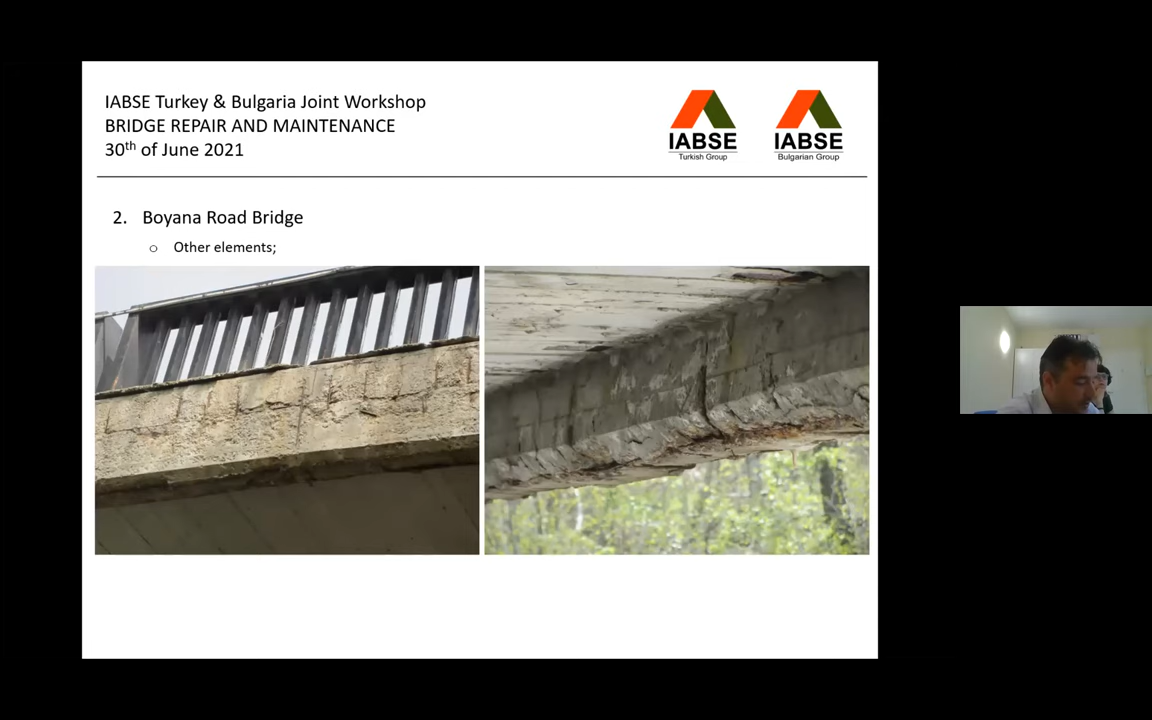 IABSE Turkey & Bulgaria Joint Workshop
BRIDGE REPAIR AND MAINTENANCE
30th of June 2021
IABSE
Turkish Group
IABSE
Bulgarian Group
2. Boyana Road Bridge
○ Other elements;